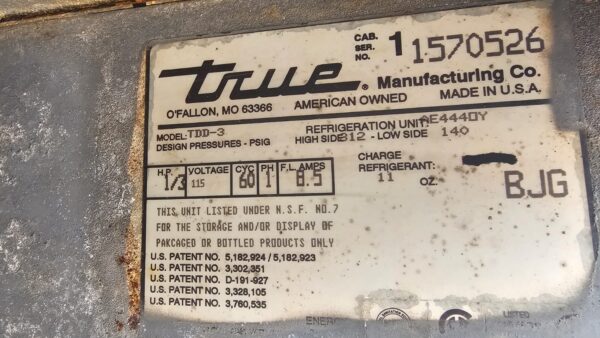 CAB. SER. NO. 1 1570526
true® Manufacturing Co.
O'FALLON, MO 63366 AMERICAN OWNED MADE IN U.S.A.
MODEL: TDD-3 REFRIGERATION UNIT: AE4440Y
DESIGN PRESSURES - PSIG HIGH SIDE 312 - LOW SIDE 140
H.P. 1/3 VOLTAGE 115 CYC 60 PH 1 F.L. AMPS 8.5
CHARGE REFRIGERANT: 11 OZ.
BJG
THIS UNIT LISTED UNDER N.S.F. NO.7
FOR THE STORAGE AND/OR DISPLAY OF
PAKCAGED OR BOTTLED PRODUCTS ONLY
U.S. PATENT NO. 5,182,924 / 5,182,923
U.S. PATENT NO. 3,302,351
U.S. PATENT NO. D-191-927
U.S. PATENT NO. 3,328,105
U.S. PATENT NO. 3,760,535
LISTED